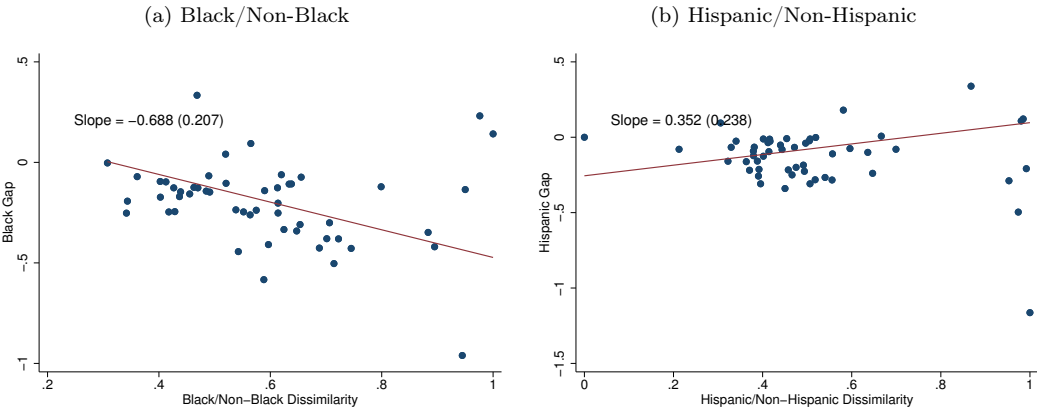 (a) Black/Non-Black
.5
0
−.5
−1
Black Gap
Slope = −0.688 (0.207)
.2
.4
.6
.8
1
Black/Non−Black Dissimilarity
(b) Hispanic/Non-Hispanic
.5
0
−.5
−1
−1.5
Hispanic Gap
Slope = 0.352 (0.238)
0
.2
.4
.6
.8
1
Hispanic/Non−Hispanic Dissimilarity